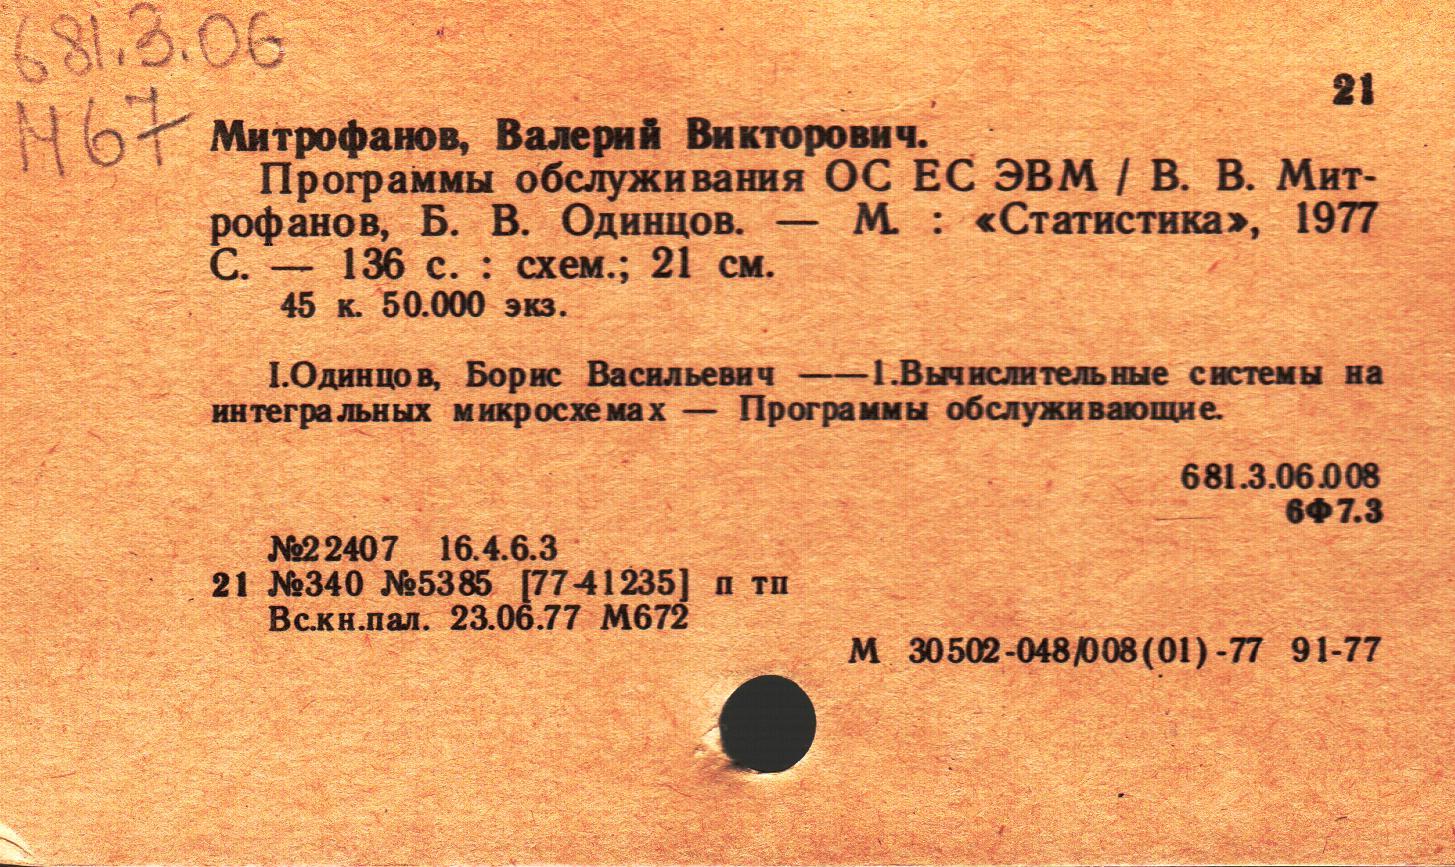 681.3.06
М67
21
Митрофанов, Валерий Викторович.
Программы обслуживания ОС ЕС ЭВМ / В. В. Мит-
рофанов, Б. В. Одинцов. — М. : «Статистика», 1977
С. — 136 с. : схем.; 21 см.
45 к. 50.000 экз.
I.Одинцов, Борис Васильевич ——1.Вычислительные системы на
интегральных микросхемах — Программы обслуживающие.
681.3.06.008
6Ф7.3
№22407 16.4.6.3
21 №340 №5385 [77-41235] п тп
Вс.кн.пал. 23.06.77 М672
М 30502-048/008(01)-77 91-77